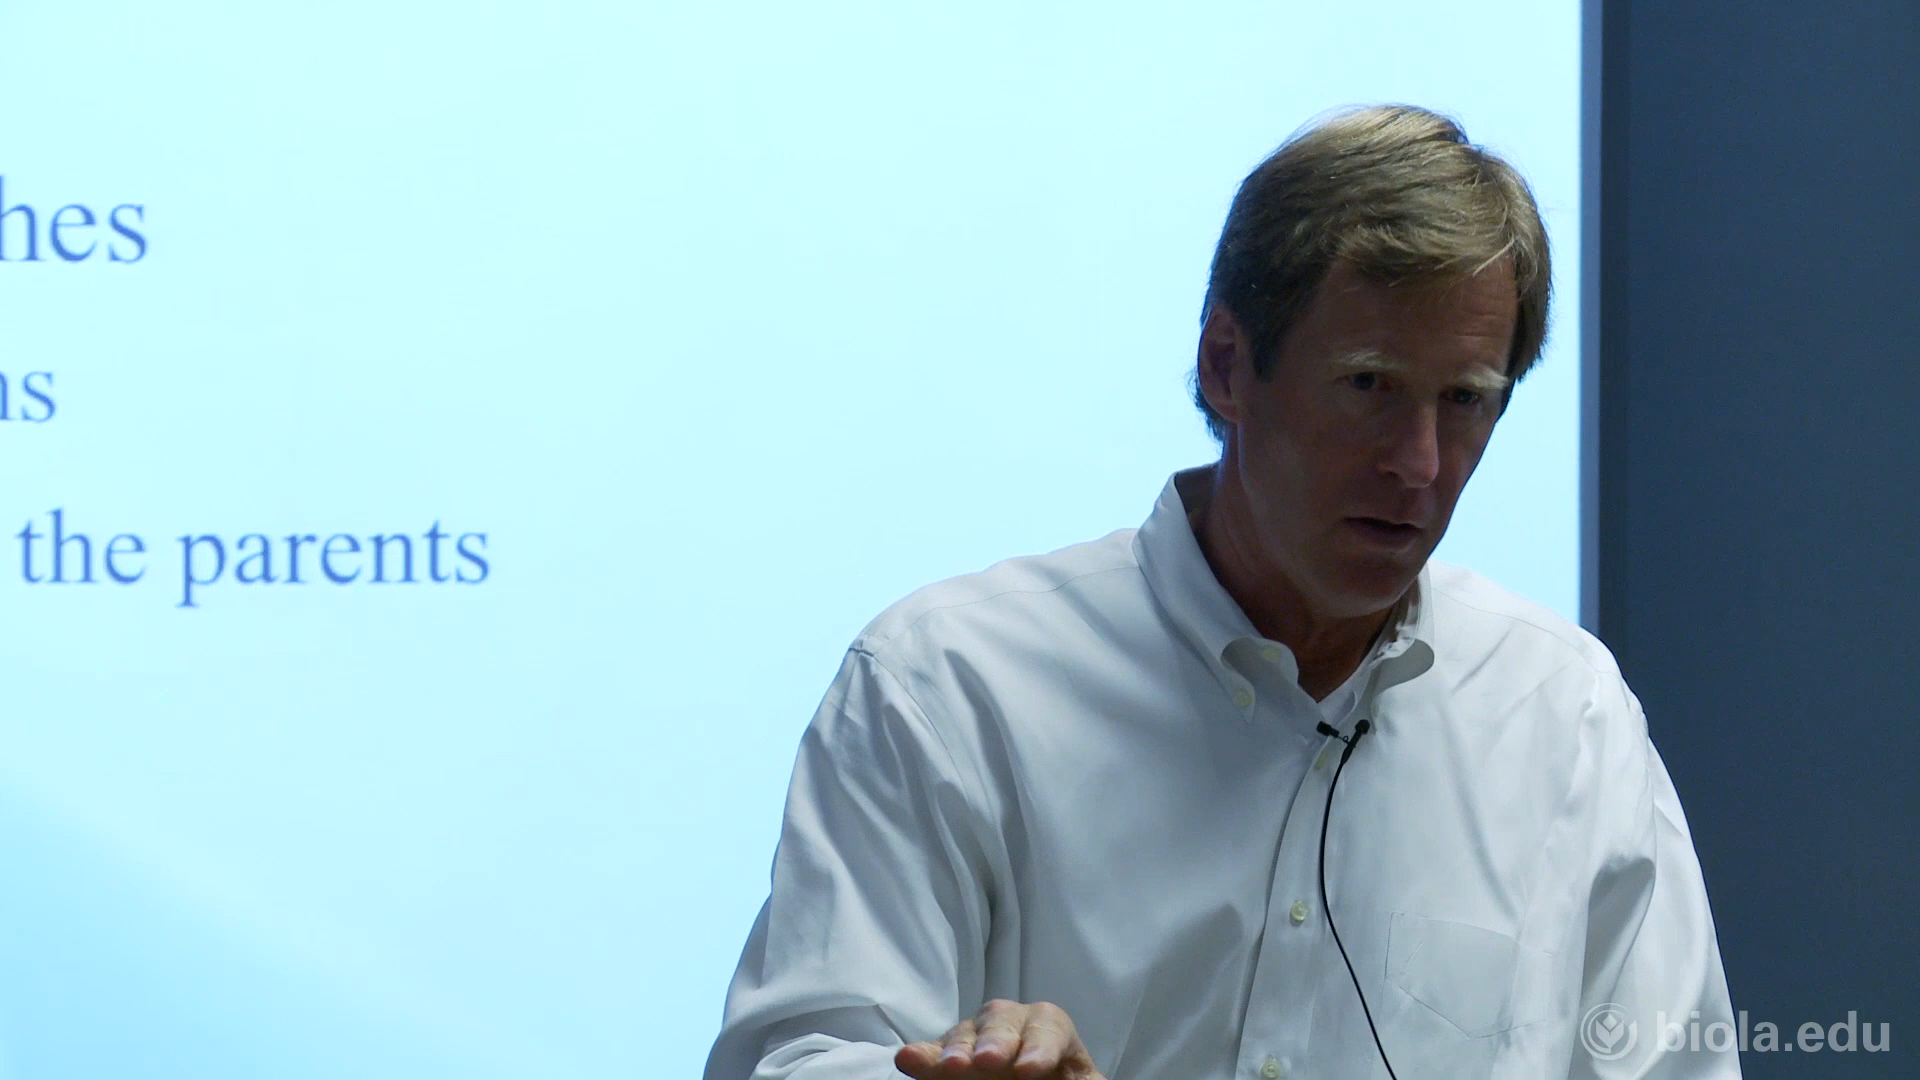 hes
ns
the parents
biola.edu